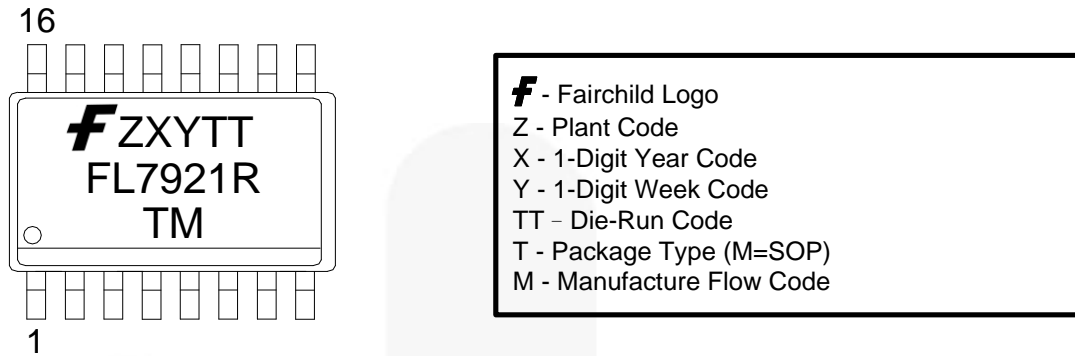 16
ZXYTT
FL7921R
TM
1
- Fairchild Logo
Z - Plant Code
X - 1-Digit Year Code
Y - 1-Digit Week Code
TT – Die-Run Code
T - Package Type (M=SOP)
M - Manufacture Flow Code